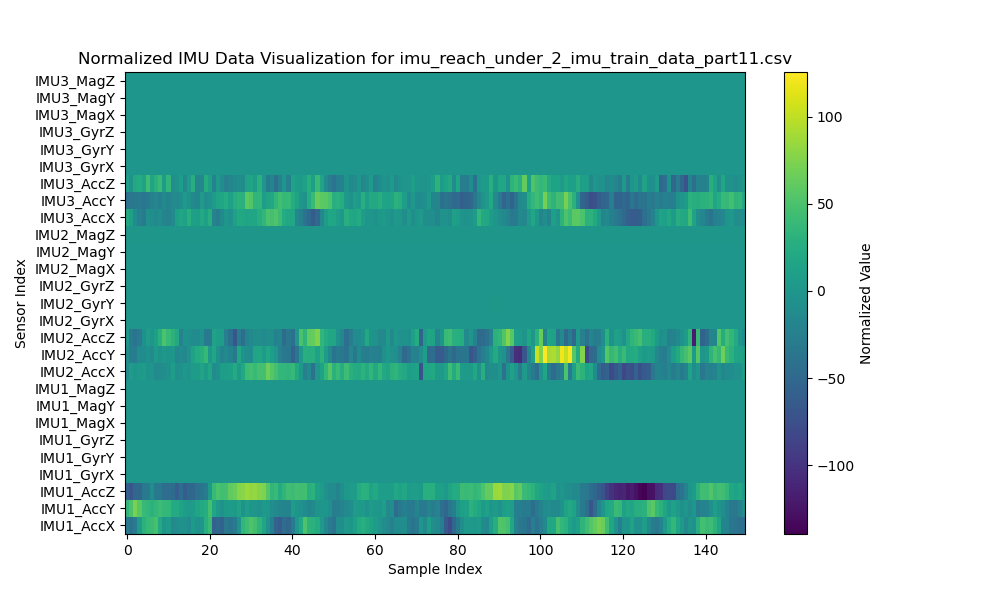 Normalized IMU Data Visualization for imu_reach_under_2_imu_train_data_part11.csv
Sensor Index
IMU3_MagZ
IMU3_MagY
IMU3_MagX
IMU3_GyrZ
IMU3_GyrY
IMU3_GyrX
IMU3_AccZ
IMU3_AccY
IMU3_AccX
IMU2_MagZ
IMU2_MagY
IMU2_MagX
IMU2_GyrZ
IMU2_GyrY
IMU2_GyrX
IMU2_AccZ
IMU2_AccY
IMU2_AccX
IMU1_MagZ
IMU1_MagY
IMU1_MagX
IMU1_GyrZ
IMU1_GyrY
IMU1_GyrX
IMU1_AccZ
IMU1_AccY
IMU1_AccX
0 20 40 60 80 100 120 140
Sample Index
100
50
0
−50
−100
Normalized Value